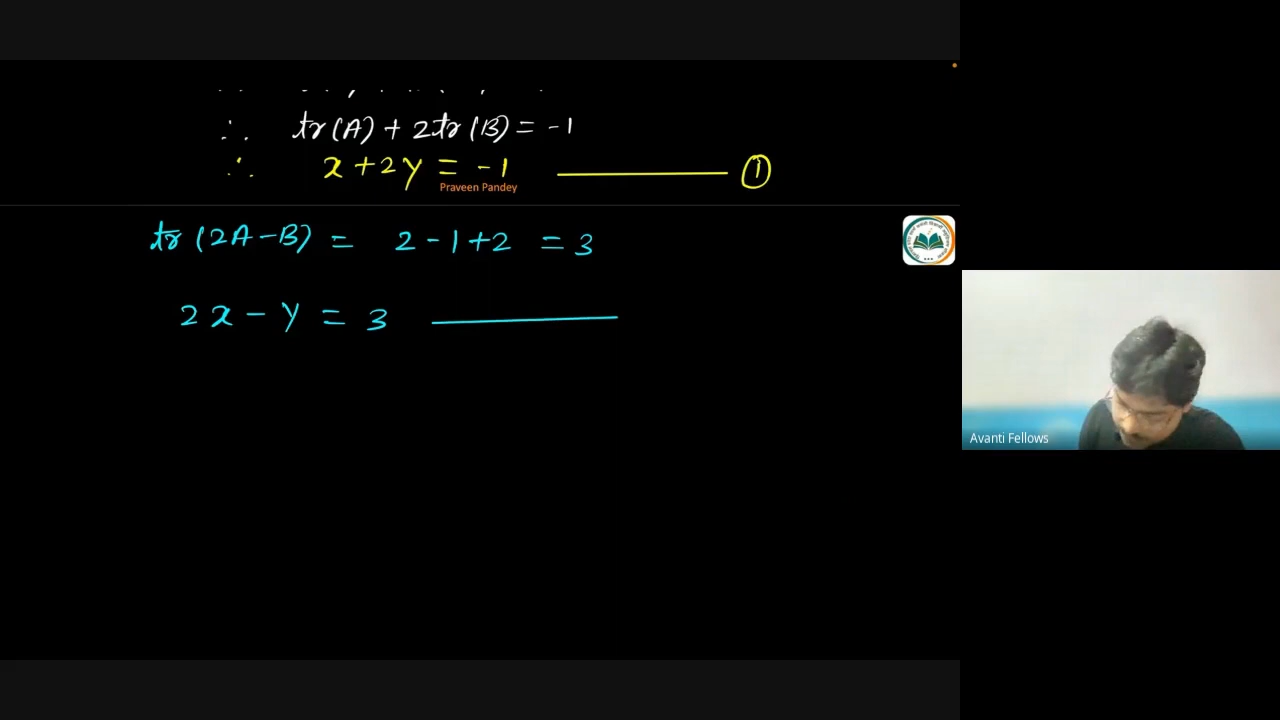 ∴ tr(A) + 2tr(B) = -1
∴ x + 2y = -1 ——— ①
Praveen Pandey
tr(2A-B) = 2-1+2 = 3
2x - y = 3 ———
Avanti Fellows